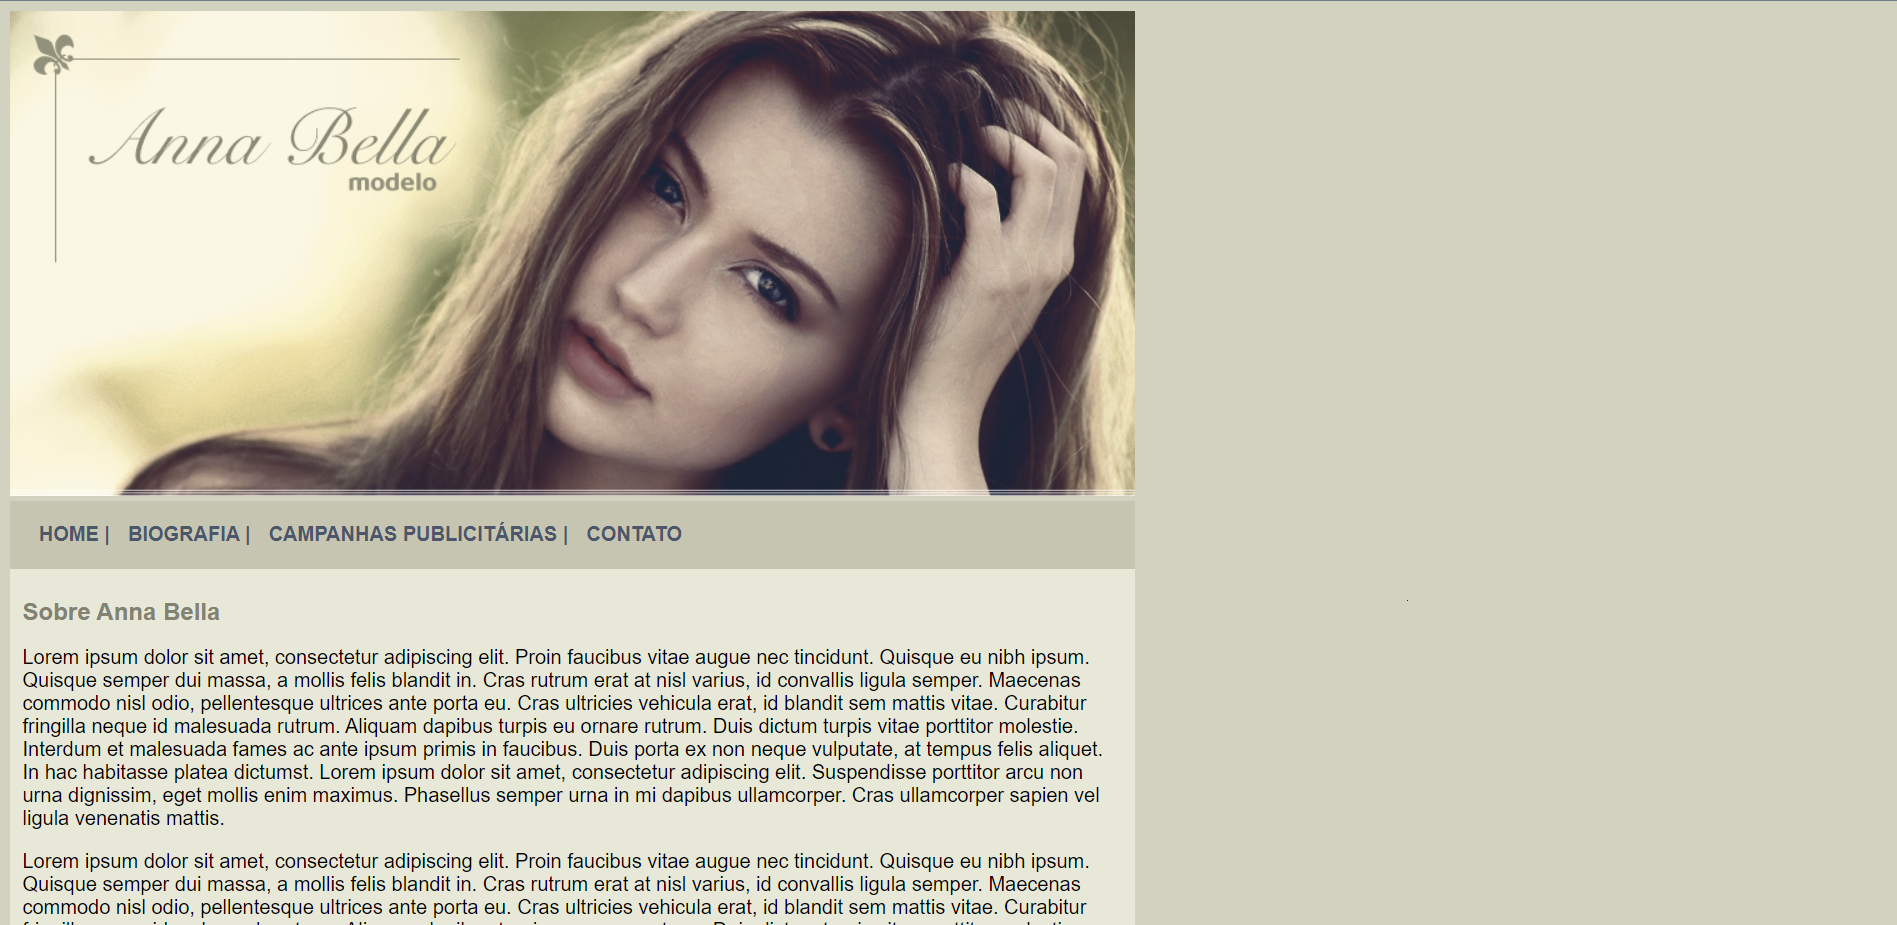 Anna Bella
modelo
HOME | BIOGRAFIA | CAMPANHAS PUBLICITÁRIAS | CONTATO
Sobre Anna Bella
Lorem ipsum dolor sit amet, consectetur adipiscing elit. Proin faucibus vitae augue nec tincidunt. Quisque eu nibh ipsum.
Quisque semper dui massa, a mollis felis blandit in. Cras rutrum erat at nisl varius, id convallis ligula semper. Maecenas
commodo nisl odio, pellentesque ultrices ante porta eu. Cras ultricies vehicula erat, id blandit sem mattis vitae. Curabitur
fringilla neque id malesuada rutrum. Aliquam dapibus turpis eu ornare rutrum. Duis dictum turpis vitae porttitor molestie.
Interdum et malesuada fames ac ante ipsum primis in faucibus. Duis porta ex non neque vulputate, at tempus felis aliquet.
In hac habitasse platea dictumst. Lorem ipsum dolor sit amet, consectetur adipiscing elit. Suspendisse porttitor arcu non
urna dignissim, eget mollis enim maximus. Phasellus semper urna in mi dapibus ullamcorper. Cras ullamcorper sapien vel
ligula venenatis mattis.
Lorem ipsum dolor sit amet, consectetur adipiscing elit. Proin faucibus vitae augue nec tincidunt. Quisque eu nibh ipsum.
Quisque semper dui massa, a mollis felis blandit in. Cras rutrum erat at nisl varius, id convallis ligula semper. Maecenas
commodo nisl odio, pellentesque ultrices ante porta eu. Cras ultricies vehicula erat, id blandit sem mattis vitae. Curabitur